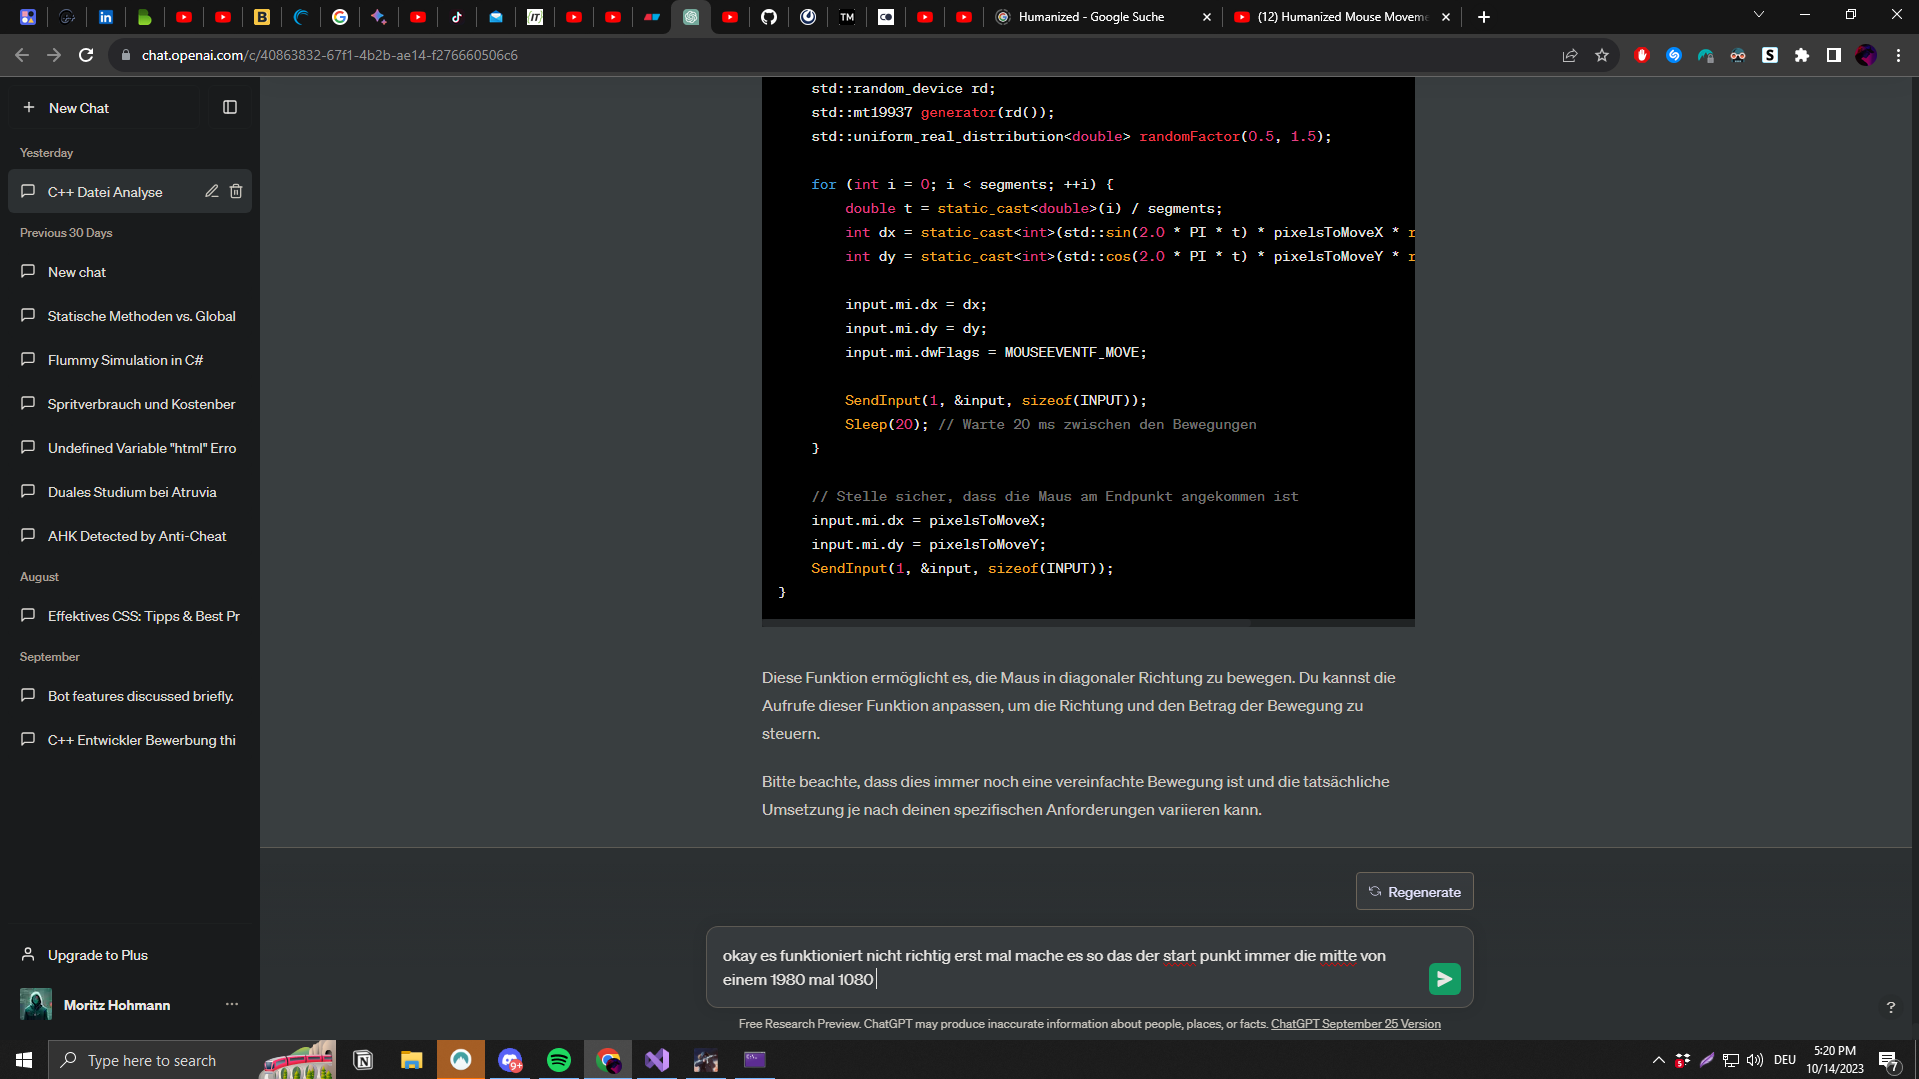 Humanized - Google Suche
(12) Humanized Mouse Moveme
chat.openai.com/c/40863832-67f1-4b2b-ae14-f276660506c6
New Chat
Yesterday
C++ Datei Analyse
Previous 30 Days
New chat
Statische Methoden vs. Global
Flummy Simulation in C#
Spritverbrauch und Kostenber
Undefined Variable "html" Erro
Duales Studium bei Atruvia
AHK Detected by Anti-Cheat
August
Effektives CSS: Tipps & Best Pr
September
Bot features discussed briefly.
C++ Entwickler Bewerbung thi
Upgrade to Plus
Moritz Hohmann
std::random_device rd;
std::mt19937 generator(rd());
std::uniform_real_distribution<double> randomFactor(0.5, 1.5);
for (int i = 0; i < segments; ++i) {
double t = static_cast<double>(i) / segments;
int dx = static_cast<int>(std::sin(2.0 * PI * t) * pixelsToMoveX * r
int dy = static_cast<int>(std::cos(2.0 * PI * t) * pixelsToMoveY * r
input.mi.dx = dx;
input.mi.dy = dy;
input.mi.dwFlags = MOUSEEVENTF_MOVE;
SendInput(1, &input, sizeof(INPUT));
Sleep(20); // Warte 20 ms zwischen den Bewegungen
}
// Stelle sicher, dass die Maus am Endpunkt angekommen ist
input.mi.dx = pixelsToMoveX;
input.mi.dy = pixelsToMoveY;
SendInput(1, &input, sizeof(INPUT));
}
Diese Funktion ermöglicht es, die Maus in diagonaler Richtung zu bewegen. Du kannst die
Aufrufe dieser Funktion anpassen, um die Richtung und den Betrag der Bewegung zu
steuern.
Bitte beachte, dass dies immer noch eine vereinfachte Bewegung ist und die tatsächliche
Umsetzung je nach deinen spezifischen Anforderungen variieren kann.
Regenerate
okay es funktioniert nicht richtig erst mal mache es so das der start punkt immer die mitte von
einem 1980 mal 1080
Free Research Preview. ChatGPT may produce inaccurate information about people, places, or facts. ChatGPT September 25 Version
?
Type here to search
DEU
5:20 PM
10/14/2023
7